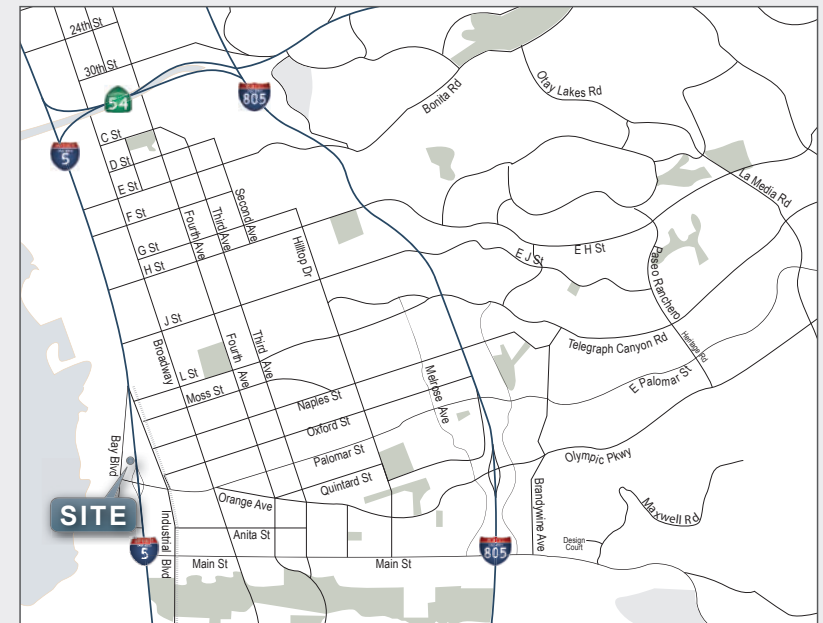 24th St
30th St
54
805
5
C St
D St
E St
F St
G St
H St
J St
L St
Moss St
Fourth Ave
Third Ave
Second Ave
Hilltop Dr
Broadway
Fourth Ave
Third Ave
Bonita Rd
Otay Lakes Rd
La Media Rd
E J St
E H St
Paseo Ranchero
Heritage Rd
Telegraph Canyon Rd
E Palomar St
Melrose Ave
Naples St
Oxford St
Palomar St
Quintard St
Orange Ave
Anita St
Main St
Main St
Bay Blvd
SITE
5
Industrial Blvd
805
Brandywine Ave
Olympic Pkwy
Maxwell Rd
Design
Court